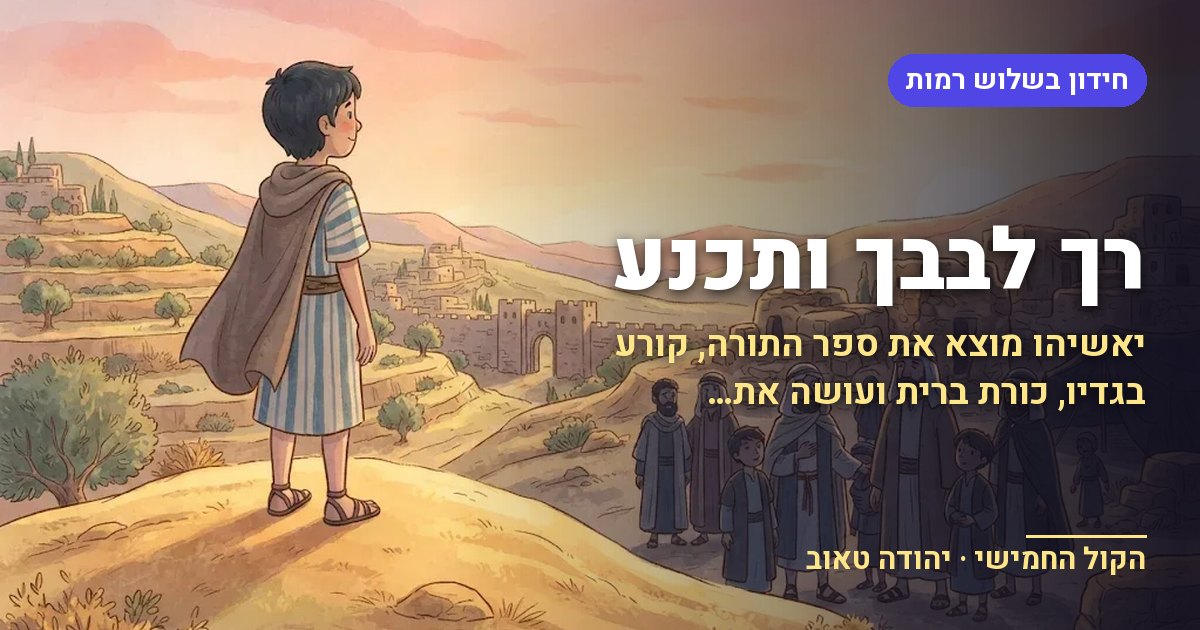 חידון בשלוש רמות
רך לבבך ותכנע
יאשיהו מוצא את ספר התורה, קורע
בגדיו, כורת ברית ועושה את...
הקול החמישי · יהודה טאוב